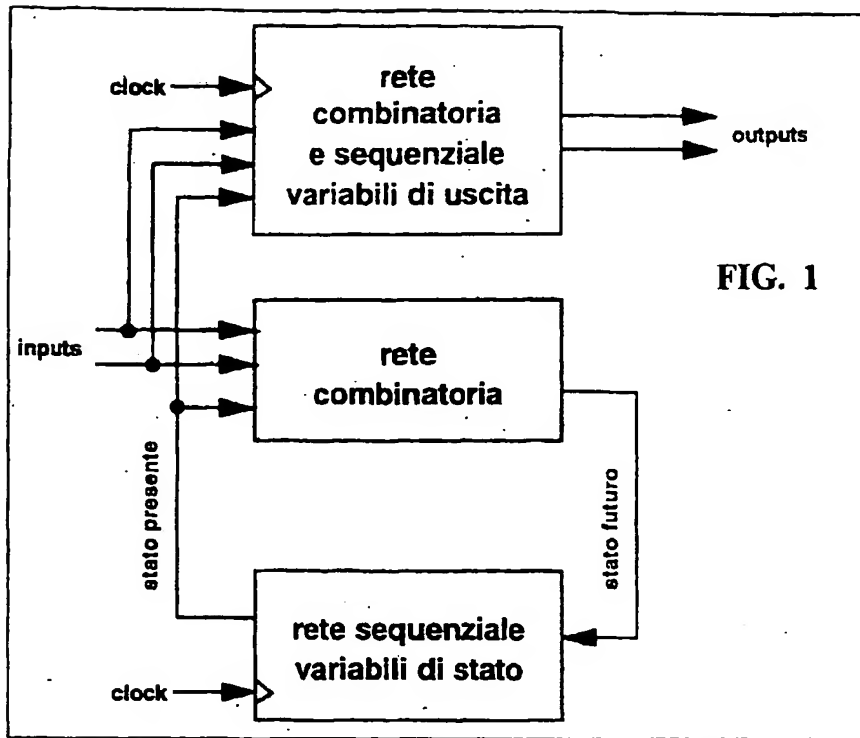 clock
rete
combinatoria
e sequenziale
variabili di uscita
outputs
FIG. 1
inputs
rete
combinatoria
stato presente
stato futuro
rete sequenziale
variabili di stato
clock